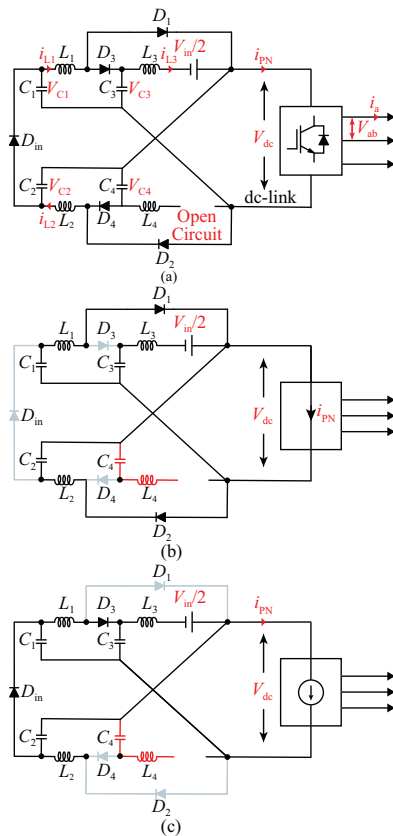 D1
iL1 L1 D3 L3 iL3 Vin/2 iPN
C1 VC1 C3 VC3
ia
Din Vdc Vab
C2 VC2 C4 VC4
dc-link
iL2 L2 D4 L4 Open
Circuit
D2
(a)
D1
L1 D3 L3 Vin/2
C1 C3
Din Vdc iPN
C2 C4
L2 D4 L4
D2
(b)
D1
L1 D3 L3 Vin/2 iPN
C1 C3
Din Vdc
C2 C4
L2 D4 L4
D2
(c)